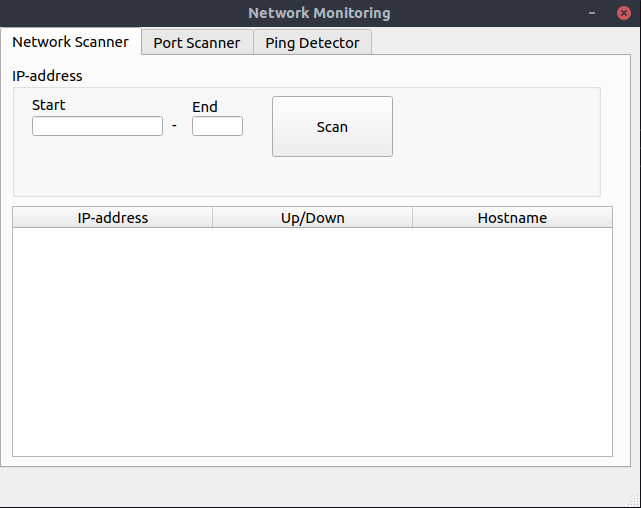 Network Monitoring
Network Scanner Port Scanner Ping Detector
IP-address
Start End
-
Scan
IP-address Up/Down Hostname